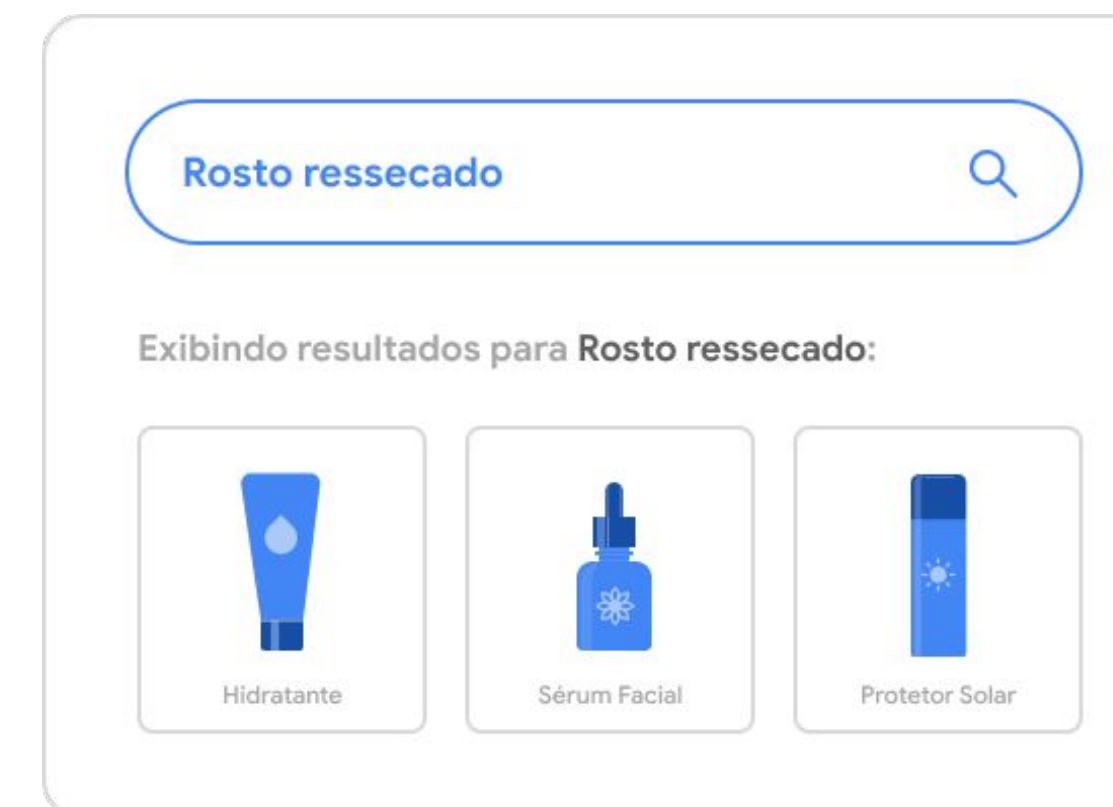 Rosto ressecado
Exibindo resultados para Rosto ressecado:
Hidratante
Sérum Facial
Protetor Solar